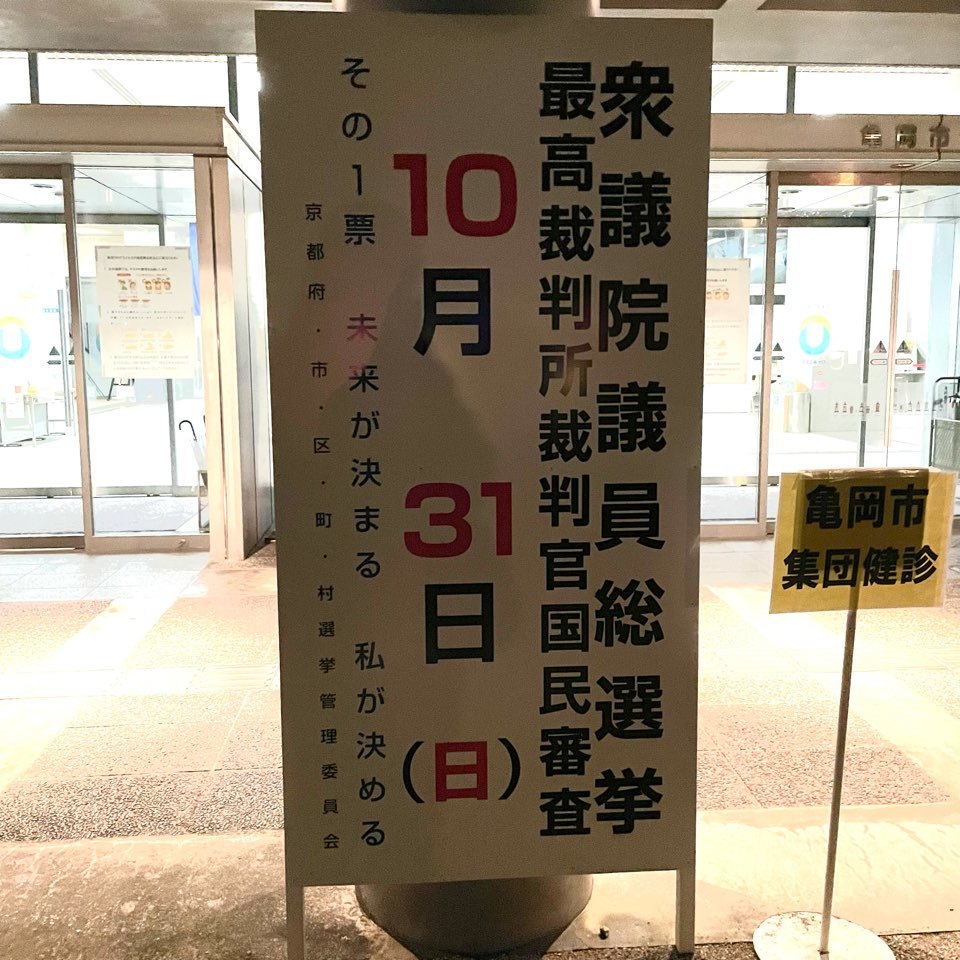 衆議院議員総選挙
最高裁判所裁判官国民審査
10月31日(日)
その1票 未来が決まる 私が決める
京都府・市・区・町・村選挙管理委員会
亀岡市
亀岡市
集団健診